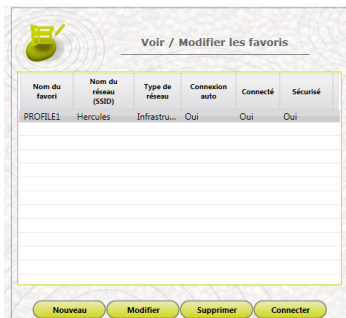 Voir / Modifier les favoris
Nom du favori Nom du réseau (SSID) Type de réseau Connexion auto Connecté Sécurisé
PROFILE1 Hercules Infrastru... Oui Oui Oui
Nouveau Modifier Supprimer Connecter